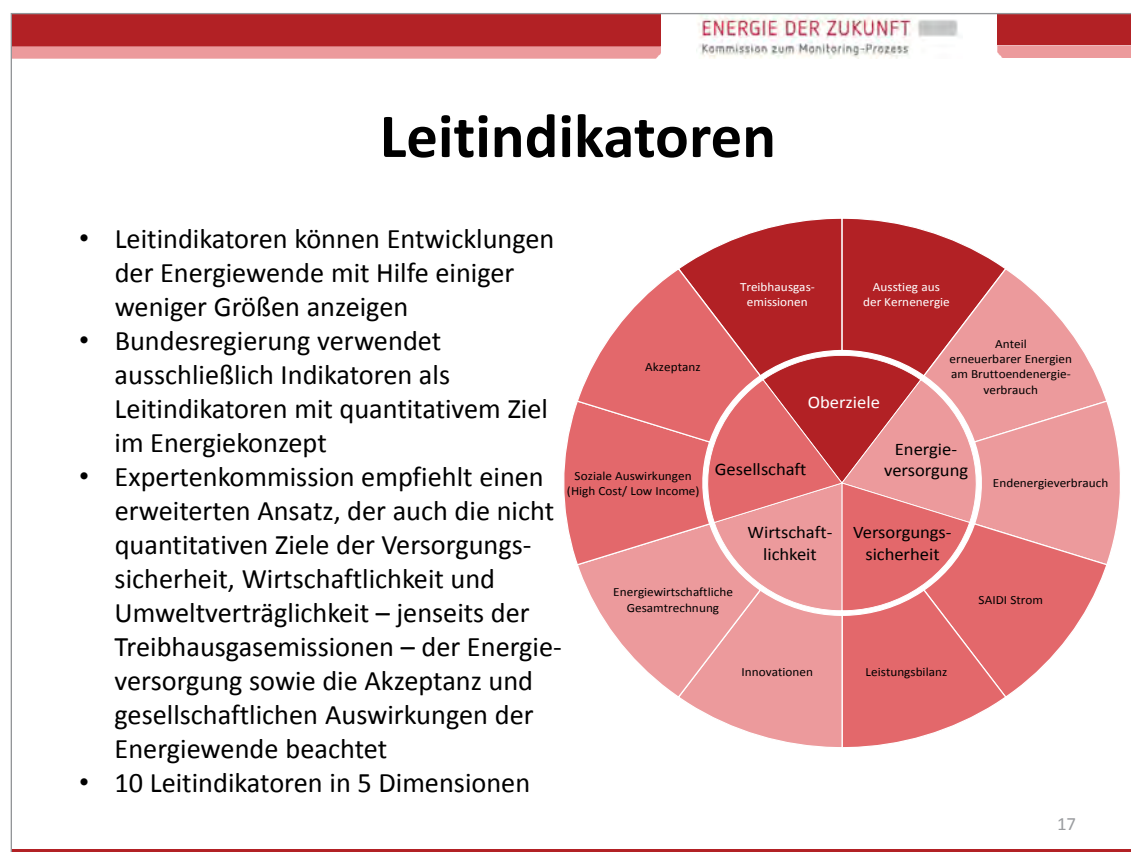 ENERGIE DER ZUKUNFT
Kommission zum Monitoring-Prozess
Leitindikatoren
• Leitindikatoren können Entwicklungen
der Energiewende mit Hilfe einiger
weniger Größen anzeigen
• Bundesregierung verwendet
ausschließlich Indikatoren als
Leitindikatoren mit quantitativem Ziel
im Energiekonzept
• Expertenkommission empfiehlt einen
erweiterten Ansatz, der auch die nicht
quantitativen Ziele der Versorgungs-
sicherheit, Wirtschaftlichkeit und
Umweltverträglichkeit – jenseits der
Treibhausgasemissionen – der Energie-
versorgung sowie die Akzeptanz und
gesellschaftlichen Auswirkungen der
Energiewende beachtet
• 10 Leitindikatoren in 5 Dimensionen
Treibhausgas-
emissionen
Ausstieg aus
der Kernenergie
Anteil
erneuerbarer Energien
am Bruttoendenergie-
verbrauch
Endenergieverbrauch
SAIDI Strom
Leistungsbilanz
Innovationen
Energiewirtschaftliche
Gesamtrechnung
Soziale Auswirkungen
(High Cost/ Low Income)
Akzeptanz
Oberziele
Energie-
versorgung
Versorgungs-
sicherheit
Wirtschaft-
lichkeit
Gesellschaft
17